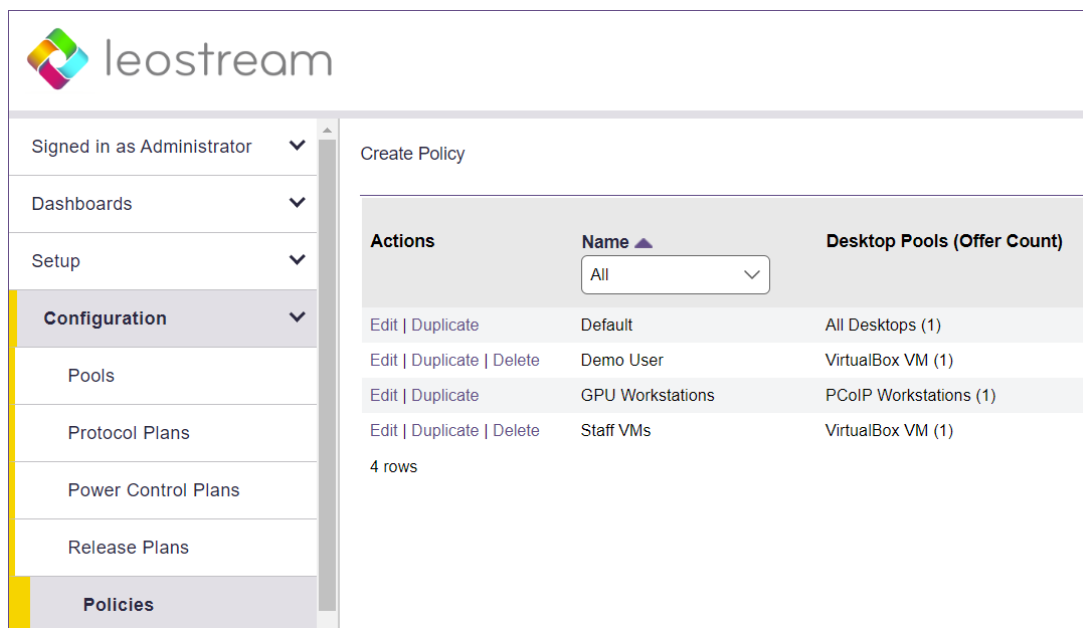 leostream
Signed in as Administrator
Dashboards
Setup
Configuration
Pools
Protocol Plans
Power Control Plans
Release Plans
Policies
Create Policy
Actions Name Desktop Pools (Offer Count)
All
Edit | Duplicate Default All Desktops (1)
Edit | Duplicate | Delete Demo User VirtualBox VM (1)
Edit | Duplicate GPU Workstations PCoIP Workstations (1)
Edit | Duplicate | Delete Staff VMs VirtualBox VM (1)
4 rows